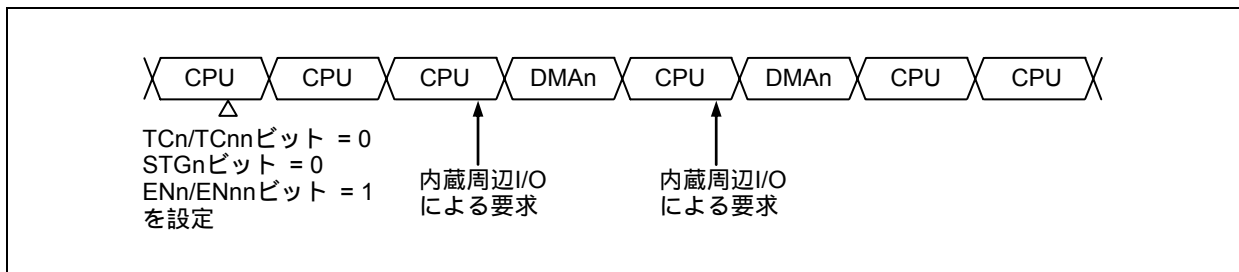 CPU CPU CPU DMAn CPU DMAn CPU CPU
TCn/TCnnビット = 0
STGnビット = 0
ENn/ENnnビット = 1
を設定
内蔵周辺I/O
による要求
内蔵周辺I/O
による要求